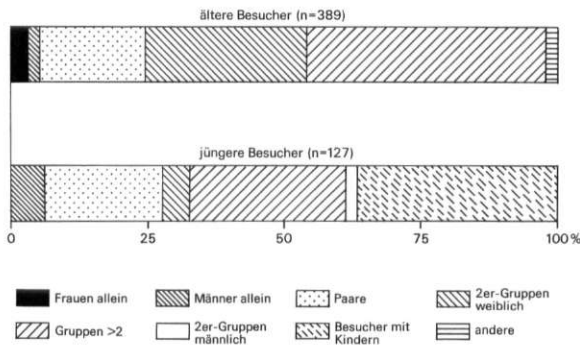 ältere Besucher (n=389)
jüngere Besucher (n=127)
0 25 50 75 100%
Frauen allein
Männer allein
Paare
2er-Gruppen
weiblich
Gruppen >2
2er-Gruppen
männlich
Besucher mit
Kindern
andere